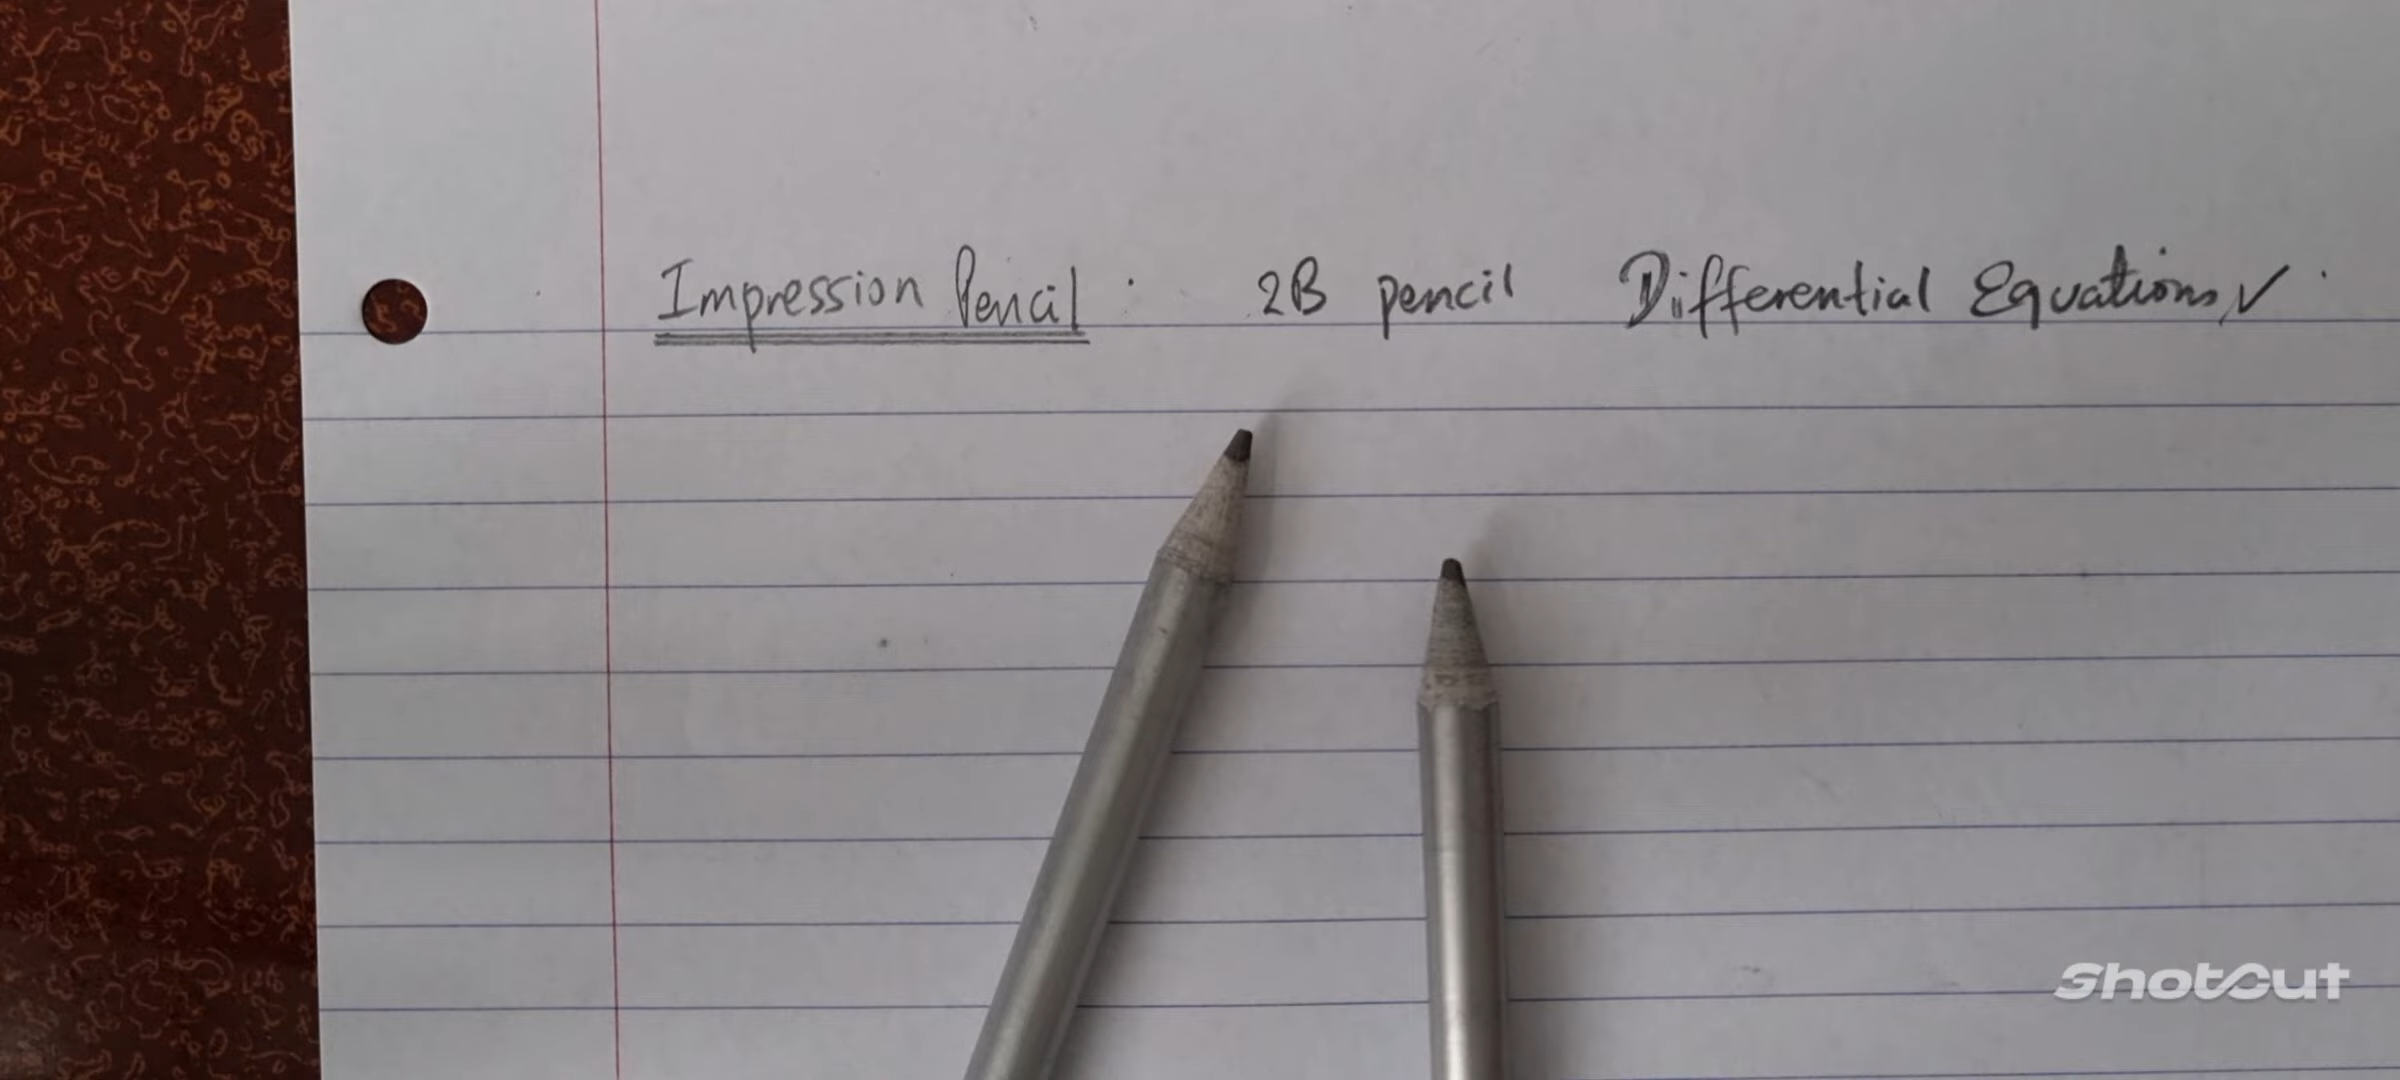 Impression Pencil : 2B pencil Differential Equations ✓
ShotCut